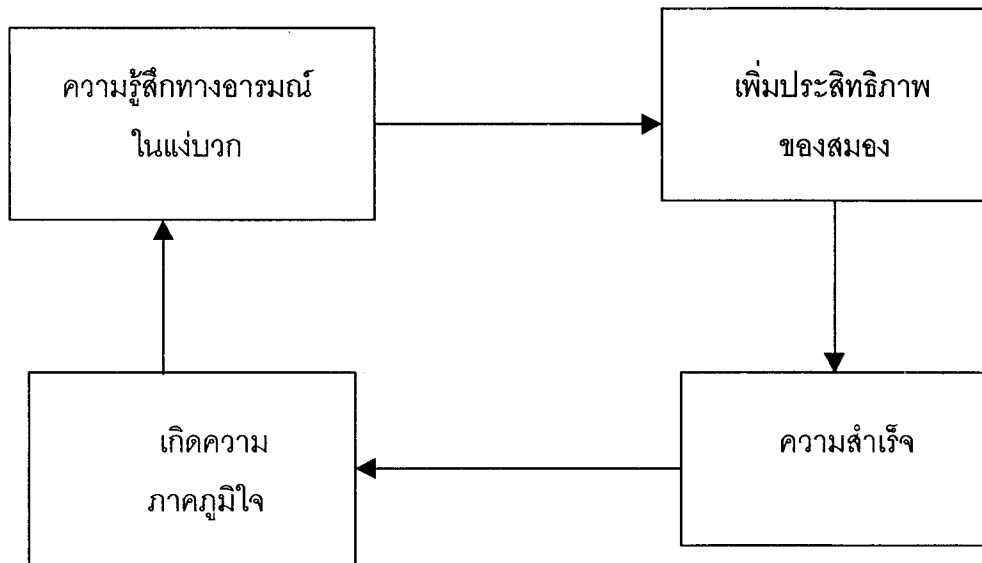 ความรู้สึกทางอารมณ์
ในแง่บวก
เพิ่มประสิทธิภาพ
ของสมอง
ความสำเร็จ
เกิดความ
ภาคภูมิใจ